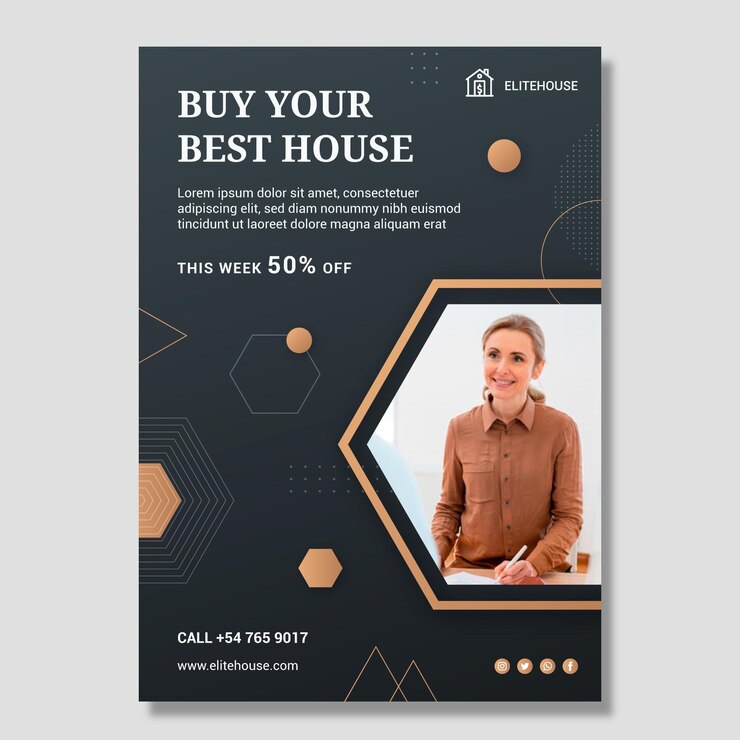 ELITEHOUSE
BUY YOUR
BEST HOUSE
Lorem ipsum dolor sit amet, consectetuer
adipiscing elit, sed diam nonummy nibh euismod
tincidunt ut laoreet dolore magna aliquam erat
THIS WEEK 50% OFF
CALL +54 765 9017
www.elitehouse.com